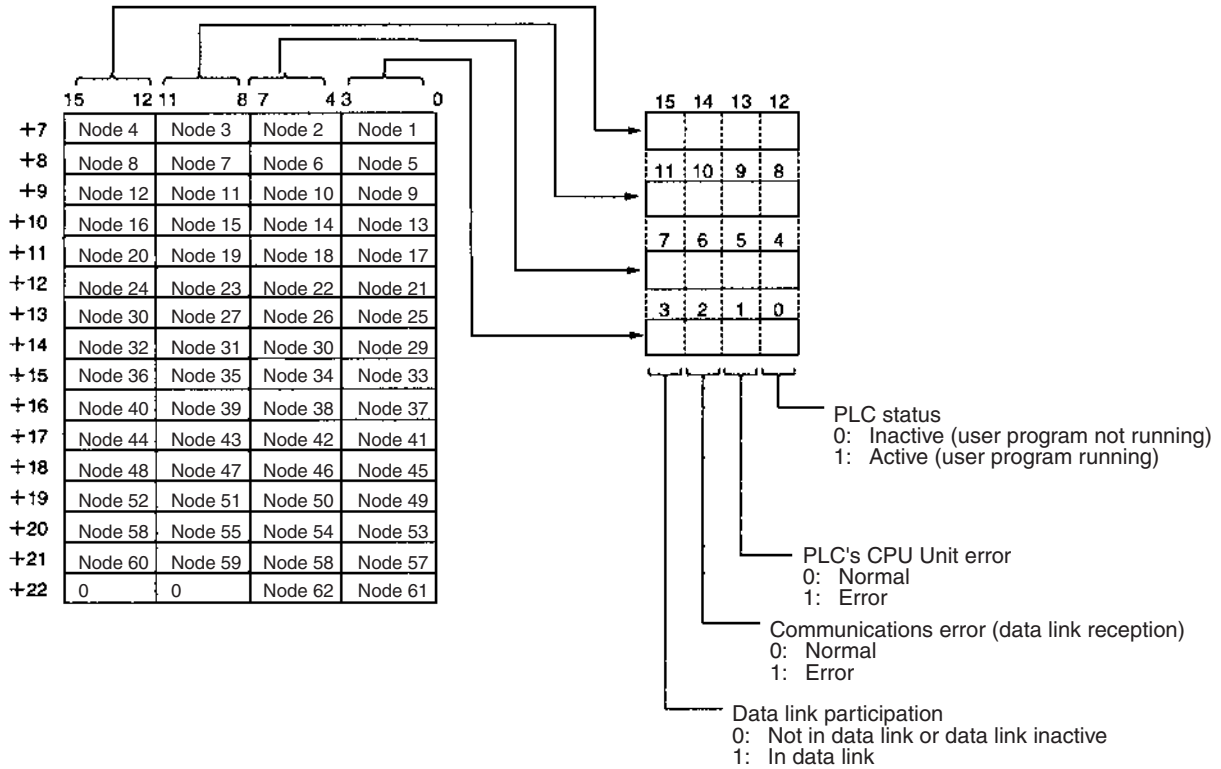 15 12 11 8 7 4 3 0
+7 Node 4 Node 3 Node 2 Node 1
+8 Node 8 Node 7 Node 6 Node 5
+9 Node 12 Node 11 Node 10 Node 9
+10 Node 16 Node 15 Node 14 Node 13
+11 Node 20 Node 19 Node 18 Node 17
+12 Node 24 Node 23 Node 22 Node 21
+13 Node 30 Node 27 Node 26 Node 25
+14 Node 32 Node 31 Node 30 Node 29
+15 Node 36 Node 35 Node 34 Node 33
+16 Node 40 Node 39 Node 38 Node 37
+17 Node 44 Node 43 Node 42 Node 41
+18 Node 48 Node 47 Node 46 Node 45
+19 Node 52 Node 51 Node 50 Node 49
+20 Node 58 Node 55 Node 54 Node 53
+21 Node 60 Node 59 Node 58 Node 57
+22 0 0 Node 62 Node 61
15 14 13 12
11 10 9 8
7 6 5 4
3 2 1 0
PLC status
0: Inactive (user program not running)
1: Active (user program running)
PLC's CPU Unit error
0: Normal
1: Error
Communications error (data link reception)
0: Normal
1: Error
Data link participation
0: Not in data link or data link inactive
1: In data link